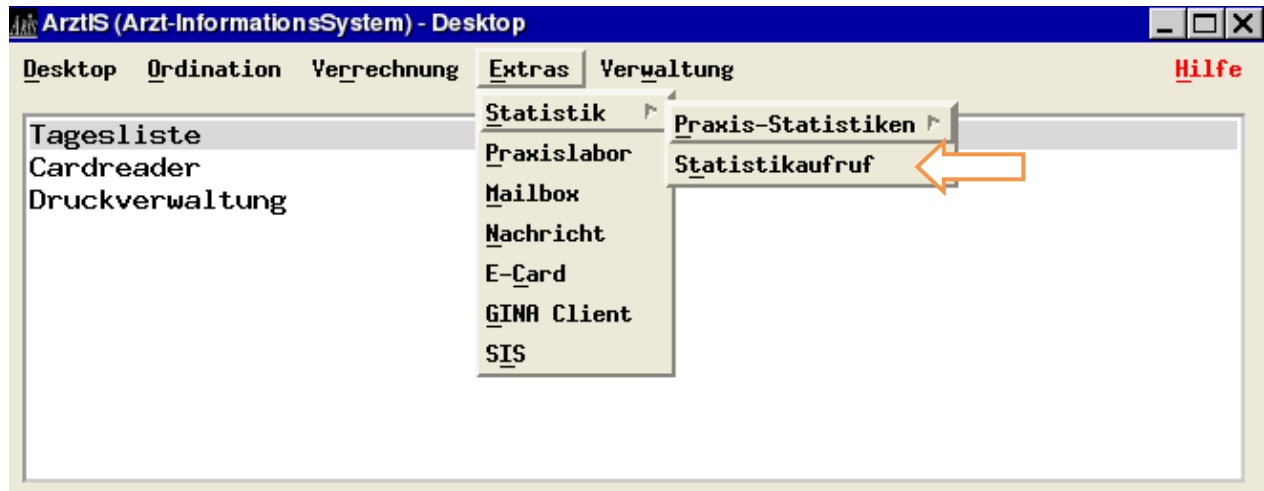 ArztIS (Arzt-InformationsSystem) - Desktop
Desktop Ordination Verrechnung Extras Verwaltung Hilfe
Tagesliste
Cardreader
Druckverwaltung
Statistik
Praxislabor
Mailbox
Nachricht
E-Card
GINA Client
SIS
Praxis-Statistiken
Statistikaufruf